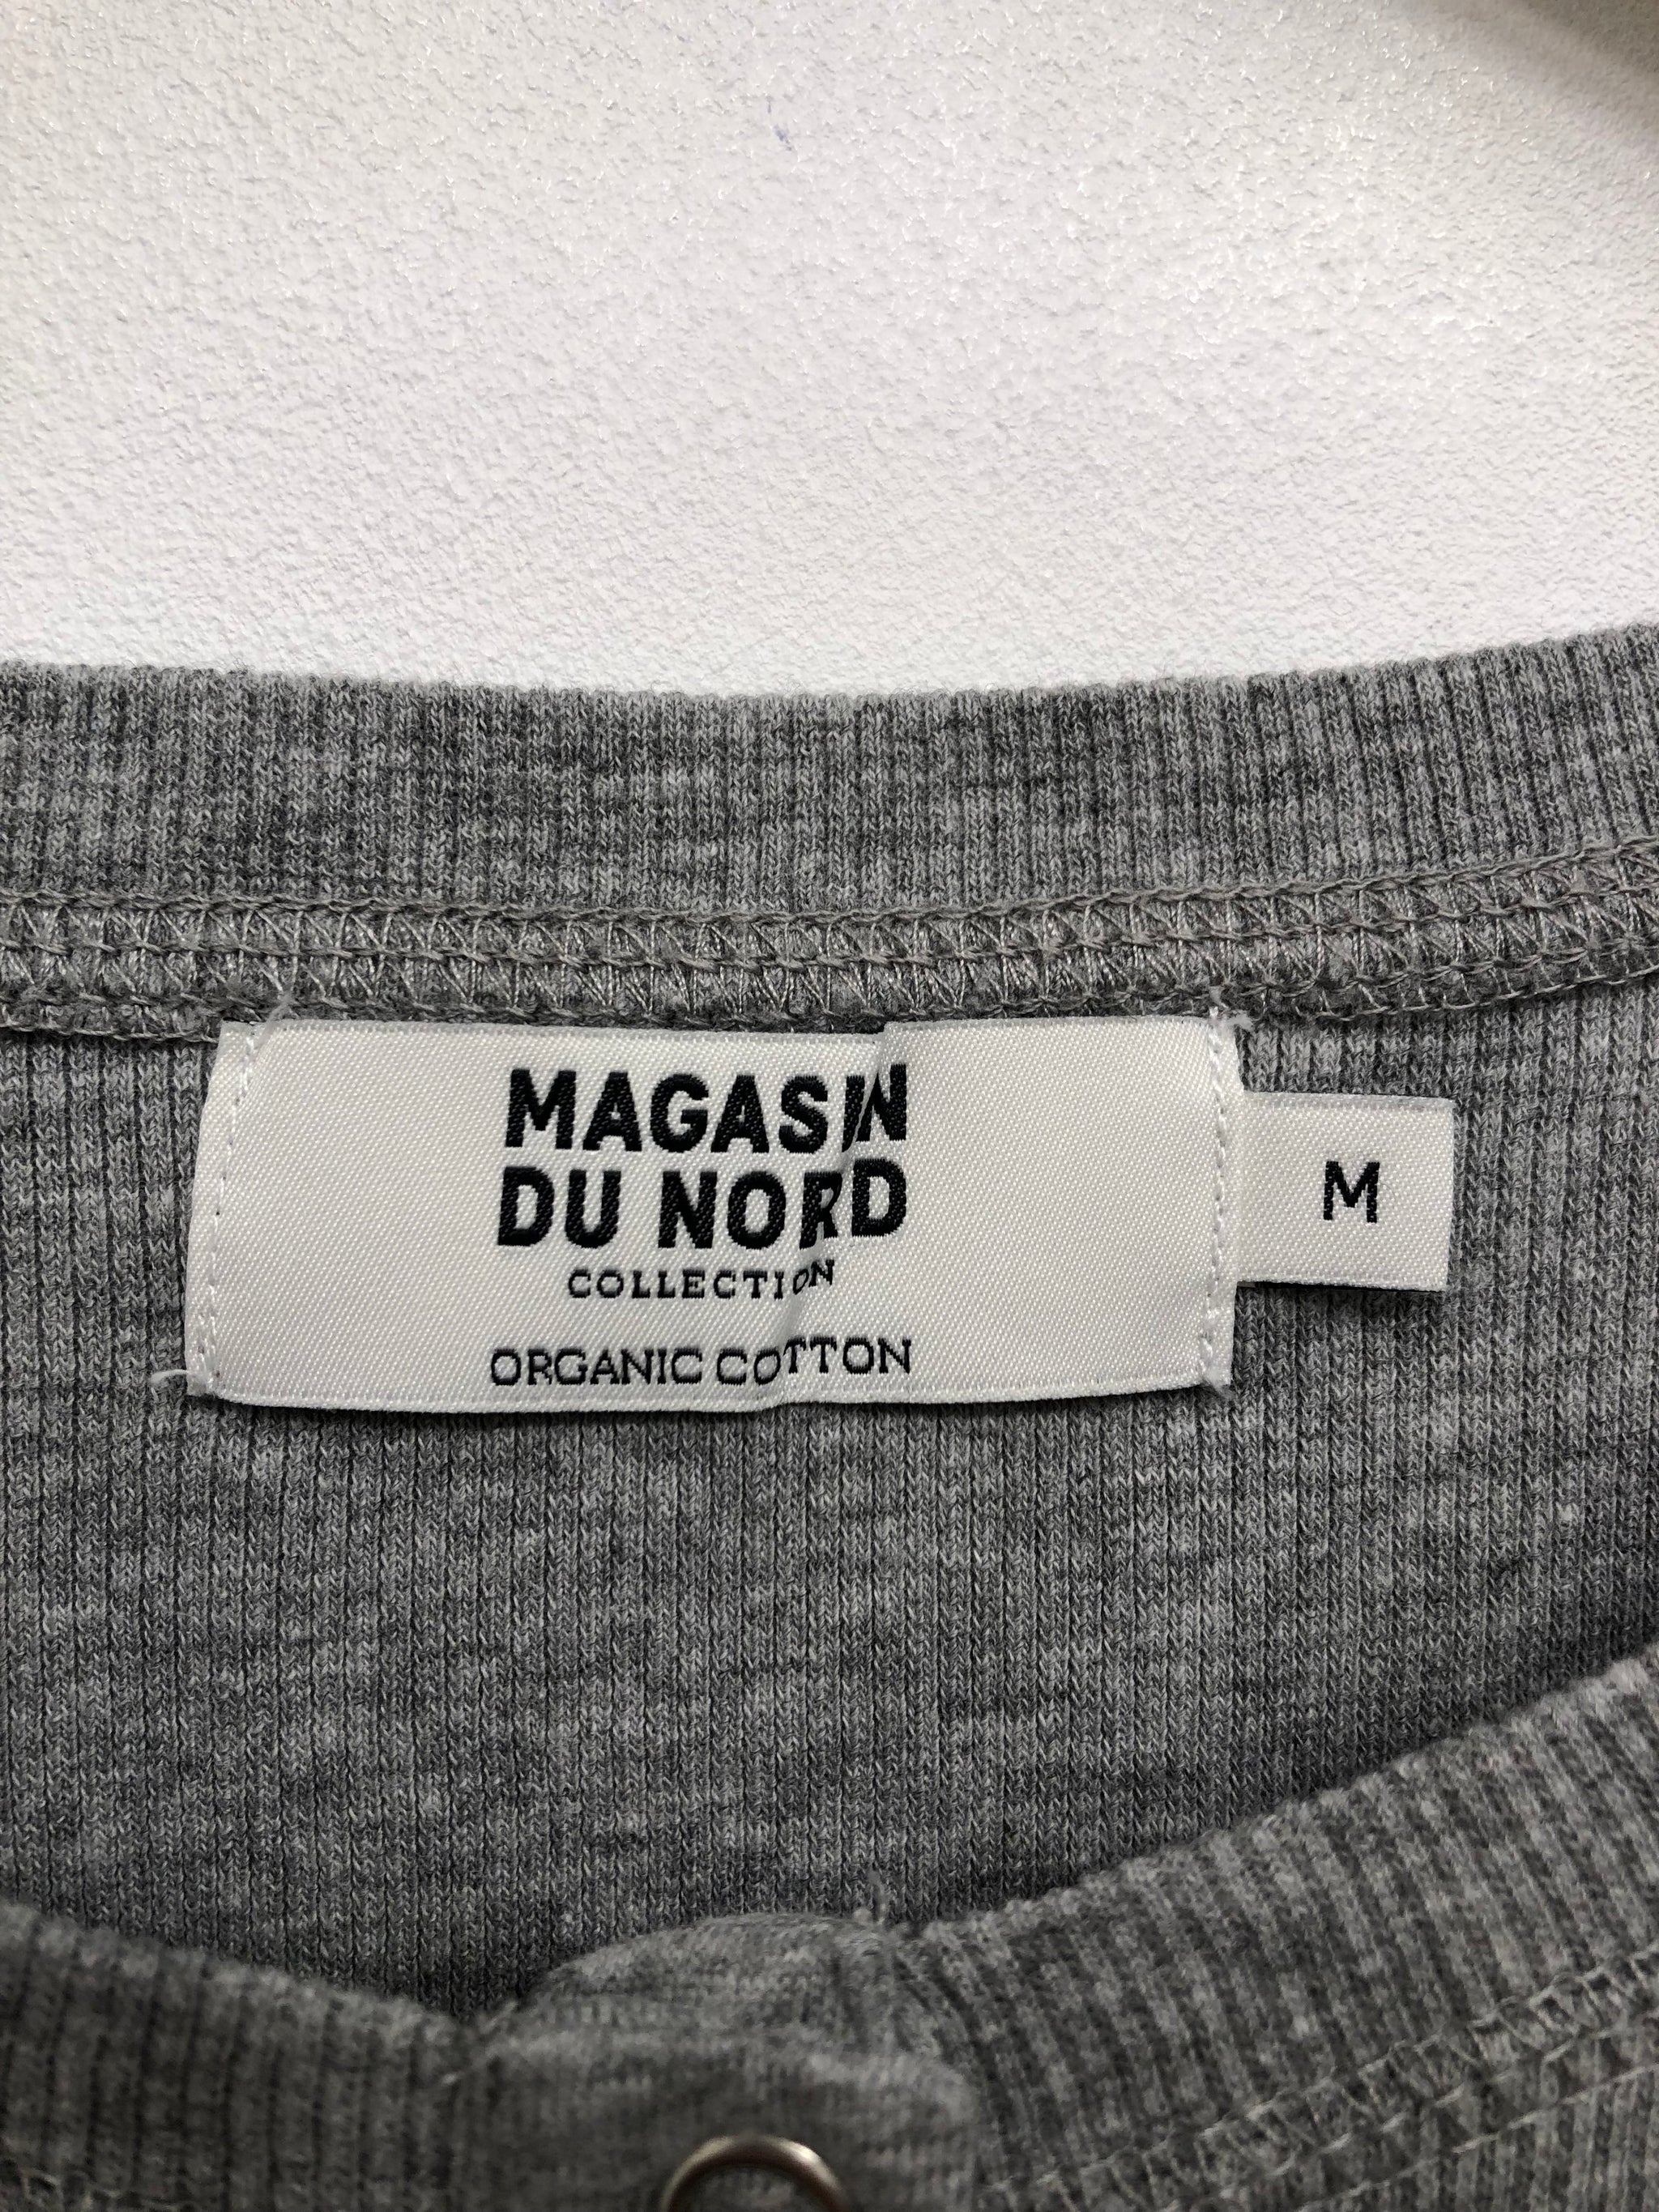 MAGASIN
DU NORD
COLLECTION
ORGANIC COTTON
M